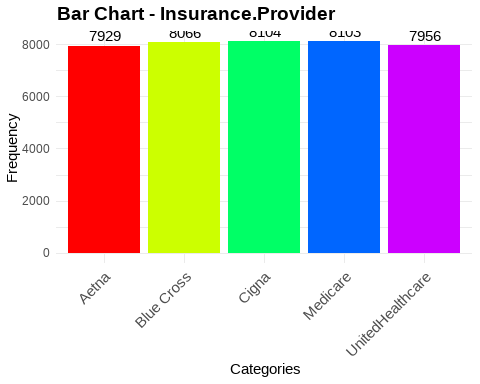 Bar Chart - Insurance.Provider
7929 8066 8104 8103 7956
8000
6000
4000
2000
0
Frequency
Aetna
Blue Cross
Cigna
Medicare
UnitedHealthcare
Categories